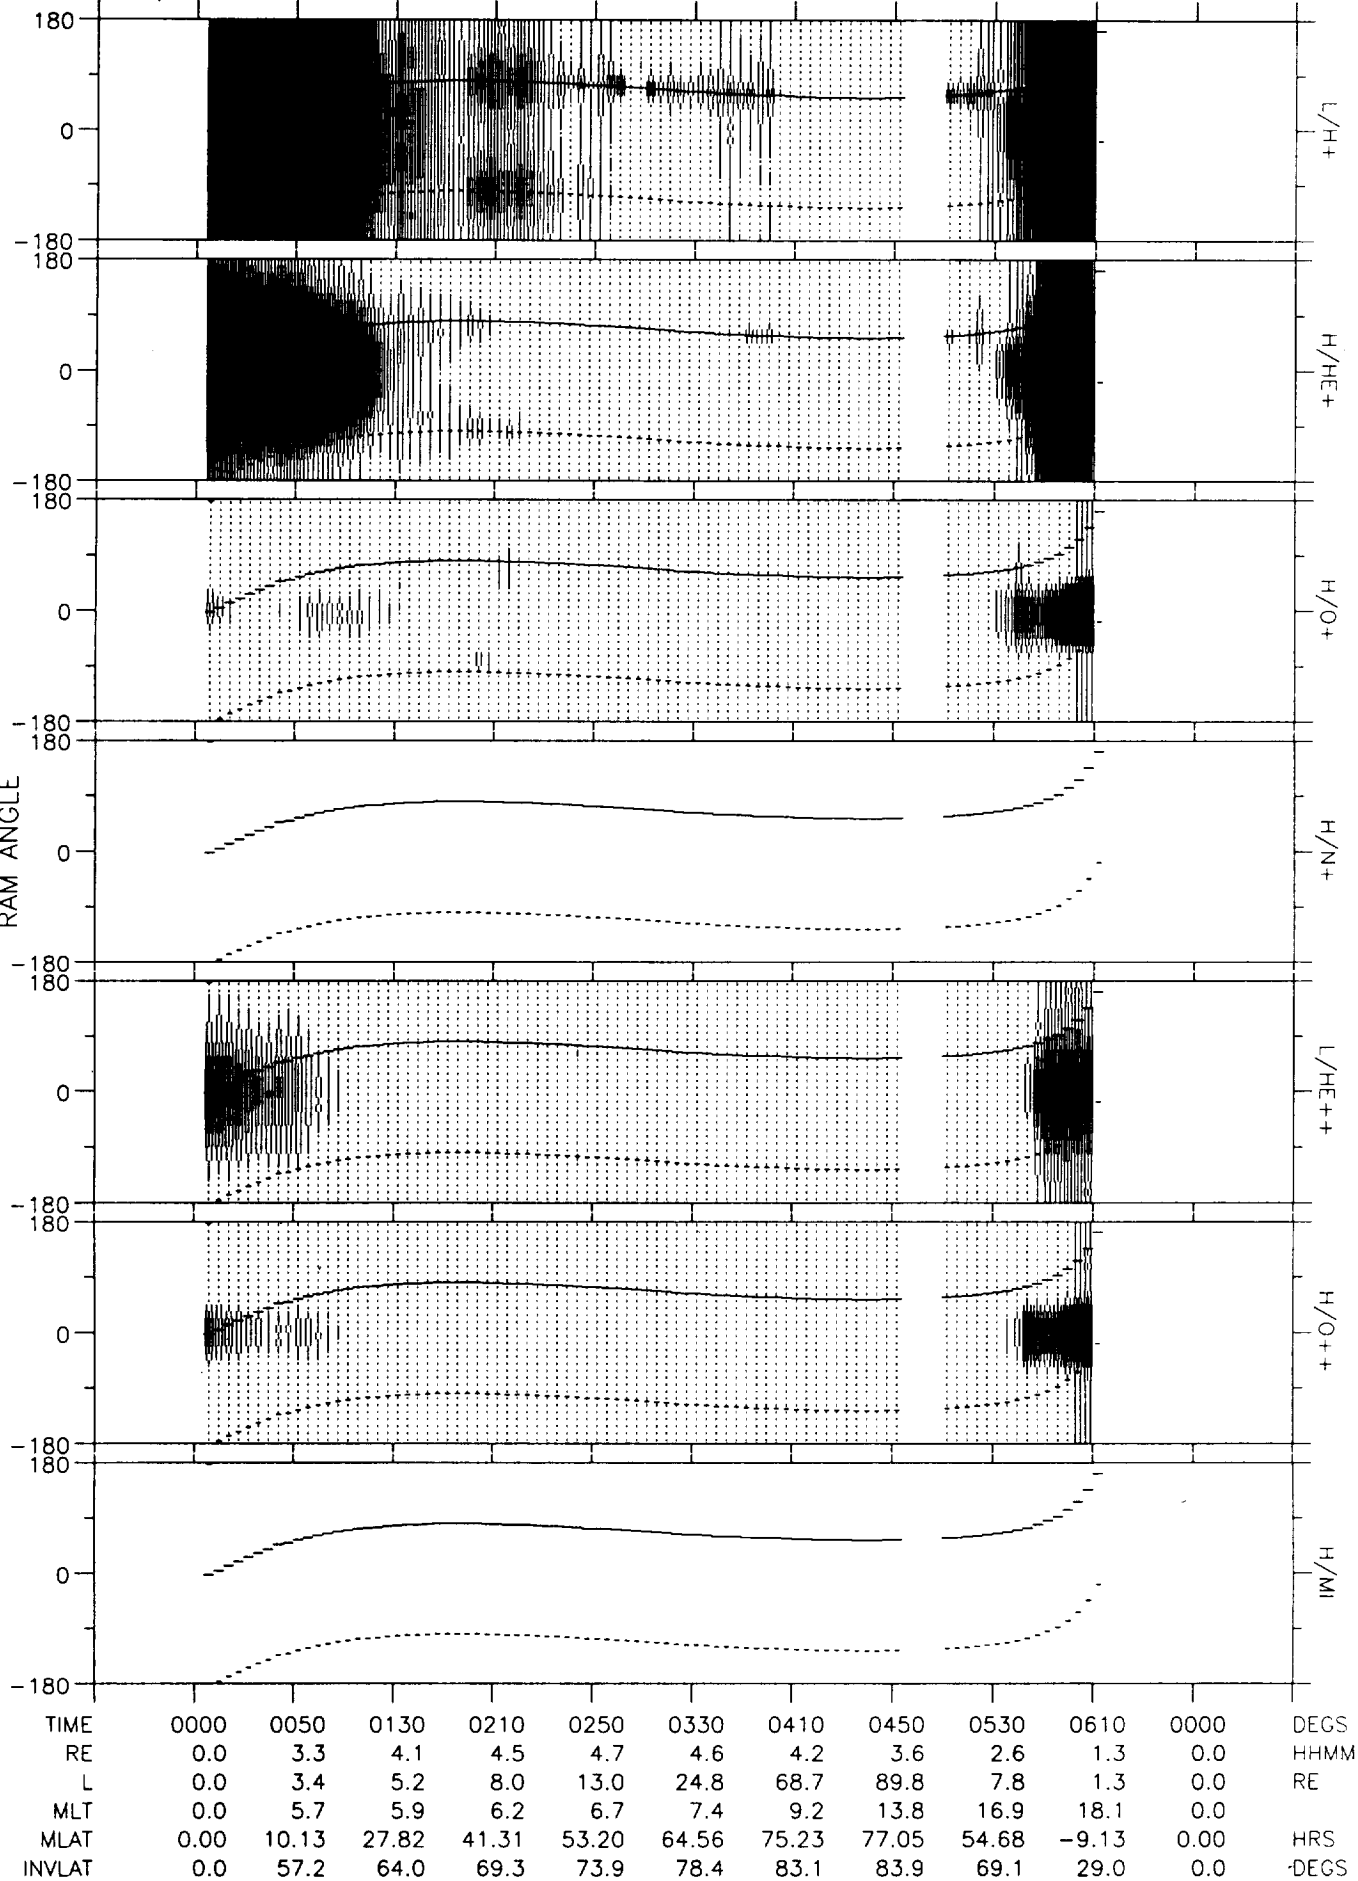 180
0
-180
L/H+
180
0
-180
H/HE+
180
0
-180
H/O+
RAM ANGLE
180
0
-180
H/N+
180
0
-180
L/HE++
180
0
-180
H/O++
180
0
-180
H/MI
TIME 0000 0050 0130 0210 0250 0330 0410 0450 0530 0610 0000 DEGS
RE 0.0 3.3 4.1 4.5 4.7 4.6 4.2 3.6 2.6 1.3 0.0 HHMM
L 0.0 3.4 5.2 8.0 13.0 24.8 68.7 89.8 7.8 1.3 0.0 RE
MLT 0.0 5.7 5.9 6.2 6.7 7.4 9.2 13.8 16.9 18.1 0.0
MLAT 0.00 10.13 27.82 41.31 53.20 64.56 75.23 77.05 54.68 -9.13 0.00 HRS
INVLAT 0.0 57.2 64.0 69.3 73.9 78.4 83.1 83.9 69.1 29.0 0.0 DEGS